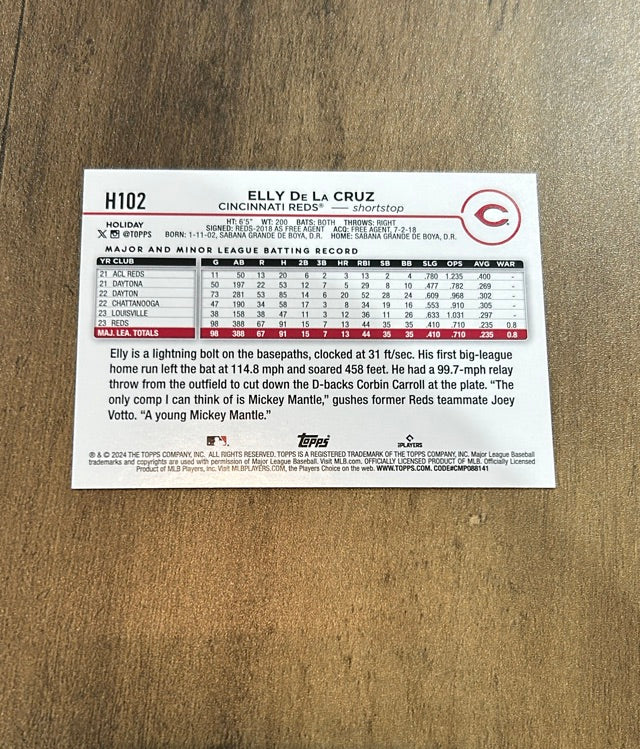 H102
ELLY DE LA CRUZ
CINCINNATI REDS® — shortstop
HOLIDAY
X @TOPPS
HT: 6'5" WT: 200 BATS: BOTH THROWS: RIGHT
SIGNED: REDS-2018 AS FREE AGENT ACQ: FREE AGENT, 7-2-18
BORN: 1-11-02, SABANA GRANDE DE BOYA, D.R. HOME: SABANA GRANDE DE BOYA, D.R.
C
MAJOR AND MINOR LEAGUE BATTING RECORD
YR CLUB G AB R H 2B 3B HR RBI SB BB SLG OPS AVG WAR
21 ACL REDS 11 50 13 20 6 2 3 13 2 4 .780 1.235 .400 -
21 DAYTONA 50 197 22 53 12 7 5 29 8 10 .477 .782 .269 -
22 DAYTON 73 281 53 85 14 6 20 52 28 24 .609 .968 .302 -
22 CHATTANOOGA 47 190 34 58 17 3 8 34 19 16 .553 .910 .305 -
23 LOUISVILLE 38 158 38 47 11 3 12 36 11 26 .633 1.031 .297 -
23 REDS 98 388 67 91 15 7 13 44 35 35 .410 .710 .235 0.8
MAJ. LEA. TOTALS 98 388 67 91 15 7 13 44 35 35 .410 .710 .235 0.8
Elly is a lightning bolt on the basepaths, clocked at 31 ft/sec. His first big-league
home run left the bat at 114.8 mph and soared 458 feet. He had a 99.7-mph relay
throw from the outfield to cut down the D-backs Corbin Carroll at the plate. “The
only comp I can think of is Mickey Mantle,” gushes former Reds teammate Joey
Votto. “A young Mickey Mantle.”
Topps
PLAYERS
® & © 2024 THE TOPPS COMPANY, INC. ALL RIGHTS RESERVED. TOPPS IS A REGISTERED TRADEMARK OF THE TOPPS COMPANY, INC. Major League Baseball
trademarks and copyrights are used with permission of Major League Baseball. Visit MLB.com. OFFICIALLY LICENSED PRODUCT OF MLB. Officially Licensed
Product of MLB Players, Inc. Visit MLBPLAYERS.com, the Players Choice on the web. WWW.TOPPS.COM. CODE#CMP088141